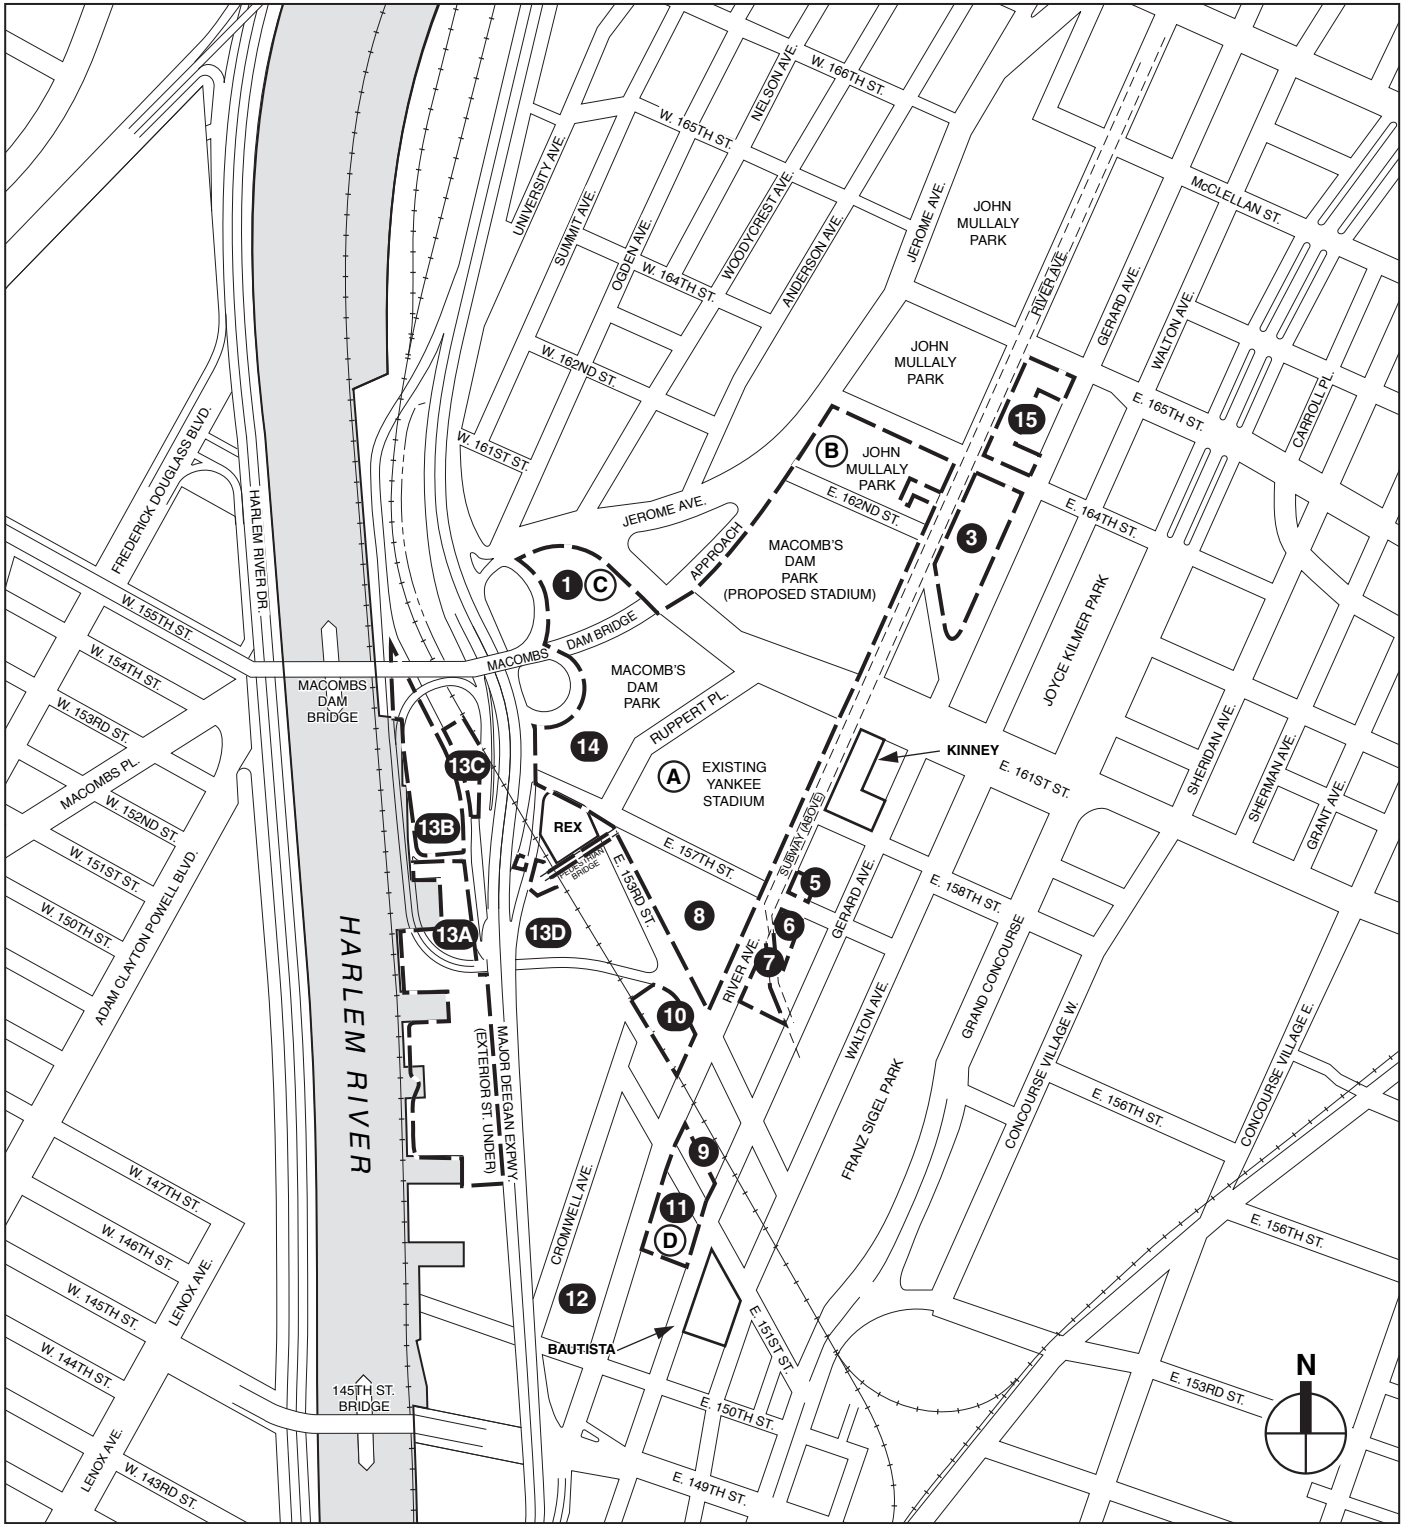 NELSON AVE.
W. 166TH ST.
W. 165TH ST.
UNIVERSITY AVE.
SUMMIT AVE.
OGDEN AVE.
WOODYCREST AVE.
ANDERSON AVE.
JEROME AVE.
JOHN
MULLALY
PARK
McCLELLAN ST.
W. 164TH ST.
RIVER AVE.
GERARD AVE.
WALTON AVE.
JOHN
MULLALY
PARK
W. 162ND ST.
CARROLL PL.
E. 165TH ST.
15
FREDERICK DOUGLASS BLVD.
W. 161ST ST.
B
JOHN
MULLALY
PARK
E. 162ND ST.
E. 164TH ST.
HARLEM RIVER DR.
JEROME AVE.
APPROACH
3
MACOMB'S
DAM
PARK
(PROPOSED STADIUM)
1
C
W. 155TH ST.
W. 154TH ST.
W. 153RD ST.
MACOMBS PL.
W. 152ND ST.
W. 151ST ST.
W. 150TH ST.
MACOMBS
DAM
BRIDGE
MACOMBS
DAM BRIDGE
MACOMB'S
DAM
PARK
RUPPERT PL.
JOYCE KILMER PARK
14
13C
A
EXISTING
YANKEE
STADIUM
KINNEY
E. 161ST ST.
SHERIDAN AVE.
SHERMAN AVE.
GRANT AVE.
13B
REX
PEDESTRIAN
BRIDGE
E. 153RD ST.
E. 157TH ST.
SUBWAY (ABOVE)
5
GERARD AVE.
E. 158TH ST.
ADAM CLAYTON POWELL BLVD.
13A
13D
8
6
7
RIVER AVE.
WALTON AVE.
GRAND CONCOURSE
CONCOURSE VILLAGE W.
CONCOURSE VILLAGE E.
HARLEM RIVER
MAJOR DEEGAN EXPWY.
(EXTERIOR ST. UNDER)
10
FRANZ SIGEL PARK
E. 156TH ST.
9
W. 147TH ST.
W. 146TH ST.
W. 145TH ST.
W. 144TH ST.
LENOX AVE.
CROMWELL AVE.
11
D
E. 156TH ST.
12
BAUTISTA
E. 151ST ST.
145TH ST.
BRIDGE
E. 150TH ST.
E. 153RD ST.
N
LENOX AVE.
W. 143RD ST.
E. 149TH ST.